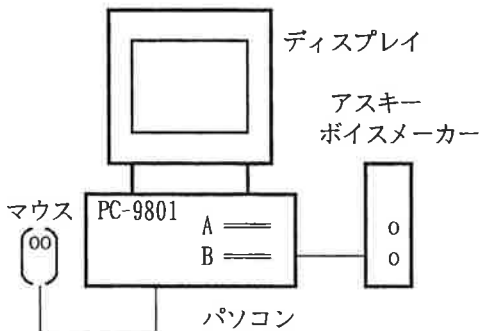 ディスプレイ
アスキー
ボイスメーカー
マウス
PC-9801
A
B
パソコン